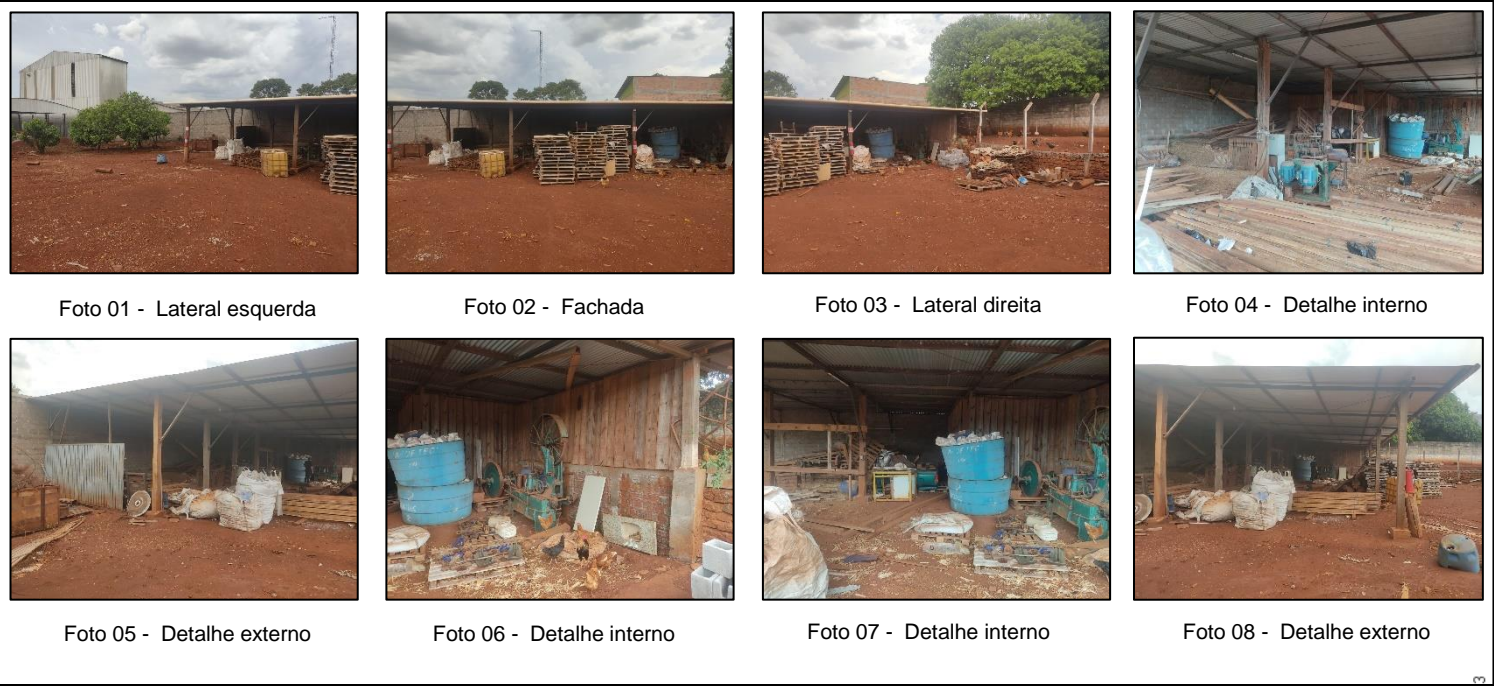 Foto 01 - Lateral esquerda
Foto 02 - Fachada
Foto 03 - Lateral direita
Foto 04 - Detalhe interno
Foto 05 - Detalhe externo
Foto 06 - Detalhe interno
Foto 07 - Detalhe interno
Foto 08 - Detalhe externo
3